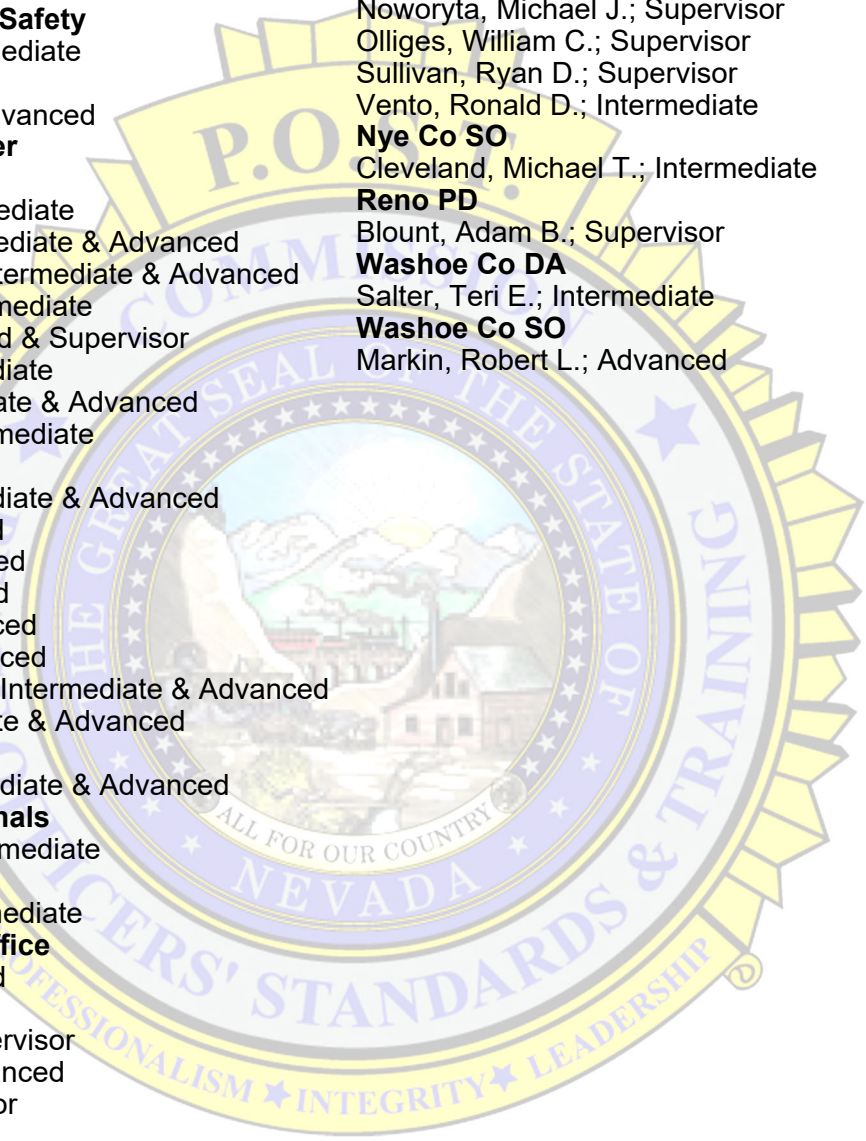 Safety
ediate
vanced
er
ediate
ediate & Advanced
termediate & Advanced
mediate
d & Supervisor
diate
ate & Advanced
mediate
diate & Advanced
d
ed
d
ced
ced
Intermediate & Advanced
te & Advanced
diate & Advanced
nals
mediate
nediate
ffice
d
ervisor
nced
or
Noworyta, Michael J.; Supervisor
Olliges, William C.; Supervisor
Sullivan, Ryan D.; Supervisor
Vento, Ronald D.; Intermediate
Nye Co SO
Cleveland, Michael T.; Intermediate
Reno PD
Blount, Adam B.; Supervisor
Washoe Co DA
Salter, Teri E.; Intermediate
Washoe Co SO
Markin, Robert L.; Advanced
P.O.S.T.
COMMISSION
THE GREAT SEAL OF THE STATE OF
NEVADA
ALL FOR OUR COUNTRY
OFFICERS' STANDARDS & TRAINING
PROFESSIONALISM ★ INTEGRITY ★ LEADERSHIP